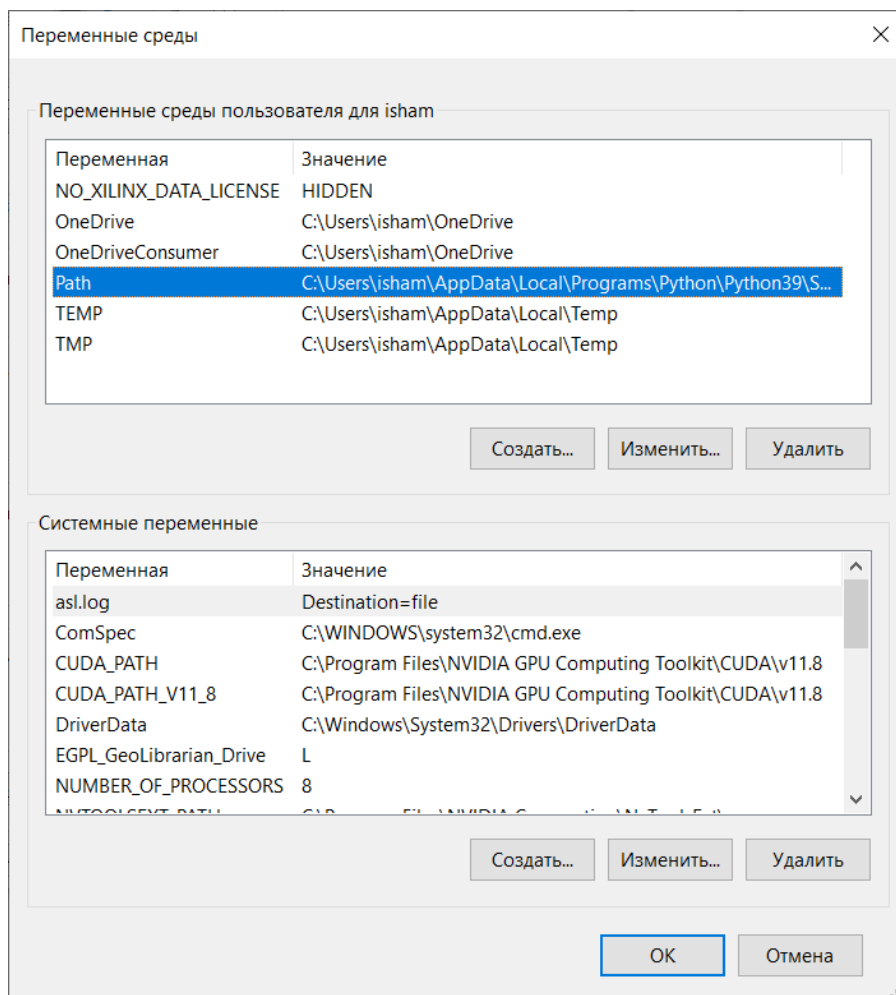 Переменные среды
Переменные среды пользователя для isham
Переменная Значение
NO_XILINX_DATA_LICENSE HIDDEN
OneDrive C:\Users\isham\OneDrive
OneDriveConsumer C:\Users\isham\OneDrive
Path C:\Users\isham\AppData\Local\Programs\Python\Python39\S...
TEMP C:\Users\isham\AppData\Local\Temp
TMP C:\Users\isham\AppData\Local\Temp
Создать... Изменить... Удалить
Системные переменные
Переменная Значение
asl.log Destination=file
ComSpec C:\WINDOWS\system32\cmd.exe
CUDA_PATH C:\Program Files\NVIDIA GPU Computing Toolkit\CUDA\v11.8
CUDA_PATH_V11_8 C:\Program Files\NVIDIA GPU Computing Toolkit\CUDA\v11.8
DriverData C:\Windows\System32\Drivers\DriverData
EGPL_GeoLibrarian_Drive L
NUMBER_OF_PROCESSORS 8
Создать... Изменить... Удалить
ОК Отмена